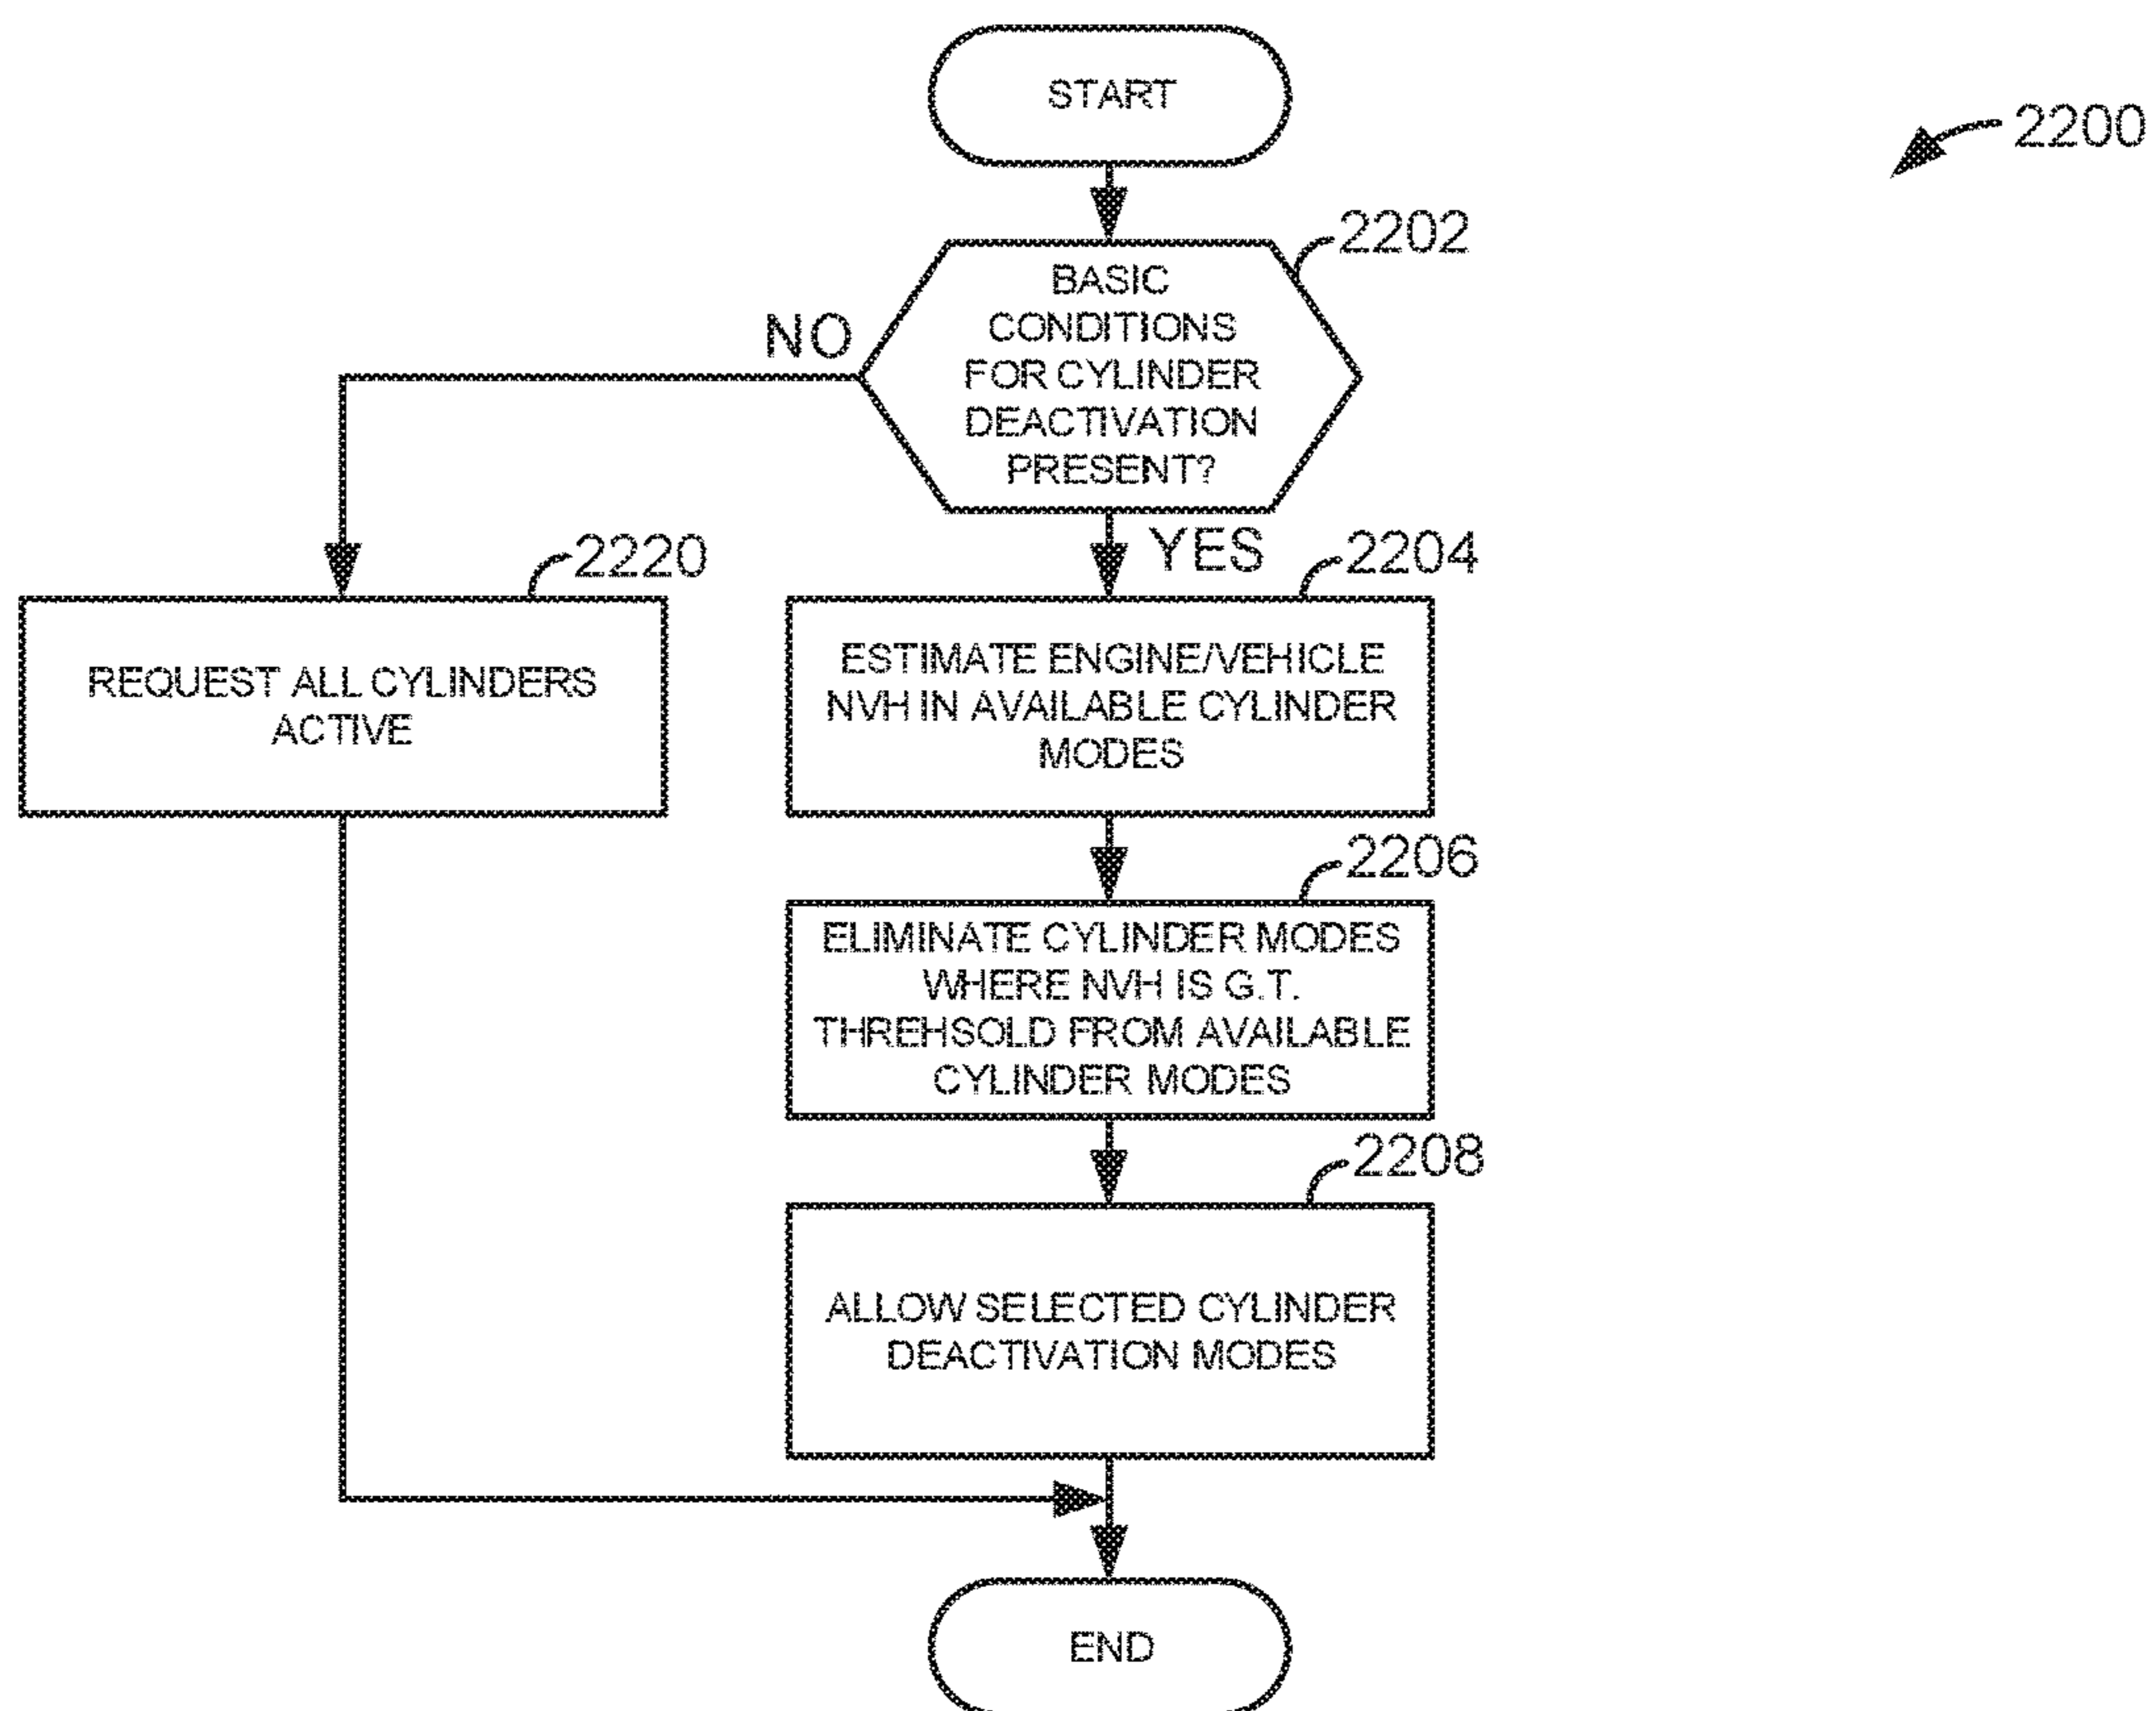 START
2200
2202
BASIC
CONDITIONS
FOR CYLINDER
DEACTIVATION
PRESENT?
NO
YES
2220
REQUEST ALL CYLINDERS
ACTIVE
2204
ESTIMATE ENGINE/VEHICLE
NVH IN AVAILABLE CYLINDER
MODES
2206
ELIMINATE CYLINDER MODES
WHERE NVH IS G.T.
THREHSOLD FROM AVAILABLE
CYLINDER MODES
2208
ALLOW SELECTED CYLINDER
DEACTIVATION MODES
END